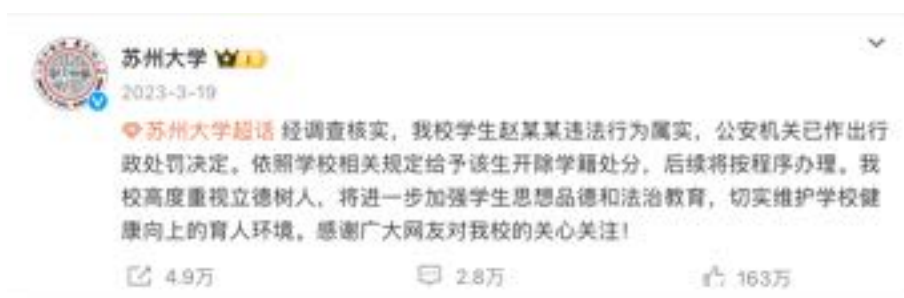 苏州大学
2023-3-19
苏州大学超话 经调查核实，我校学生赵某某违法行为属实，公安机关已作出行
政处罚决定。依照学校相关规定给予该生开除学籍处分，后续将按程序办理。我
校高度重视立德树人，将进一步加强学生思想品德和法治教育，切实维护学校健
康向上的育人环境。感谢广大网友对我校的关心关注！
4.9万 2.8万 163万